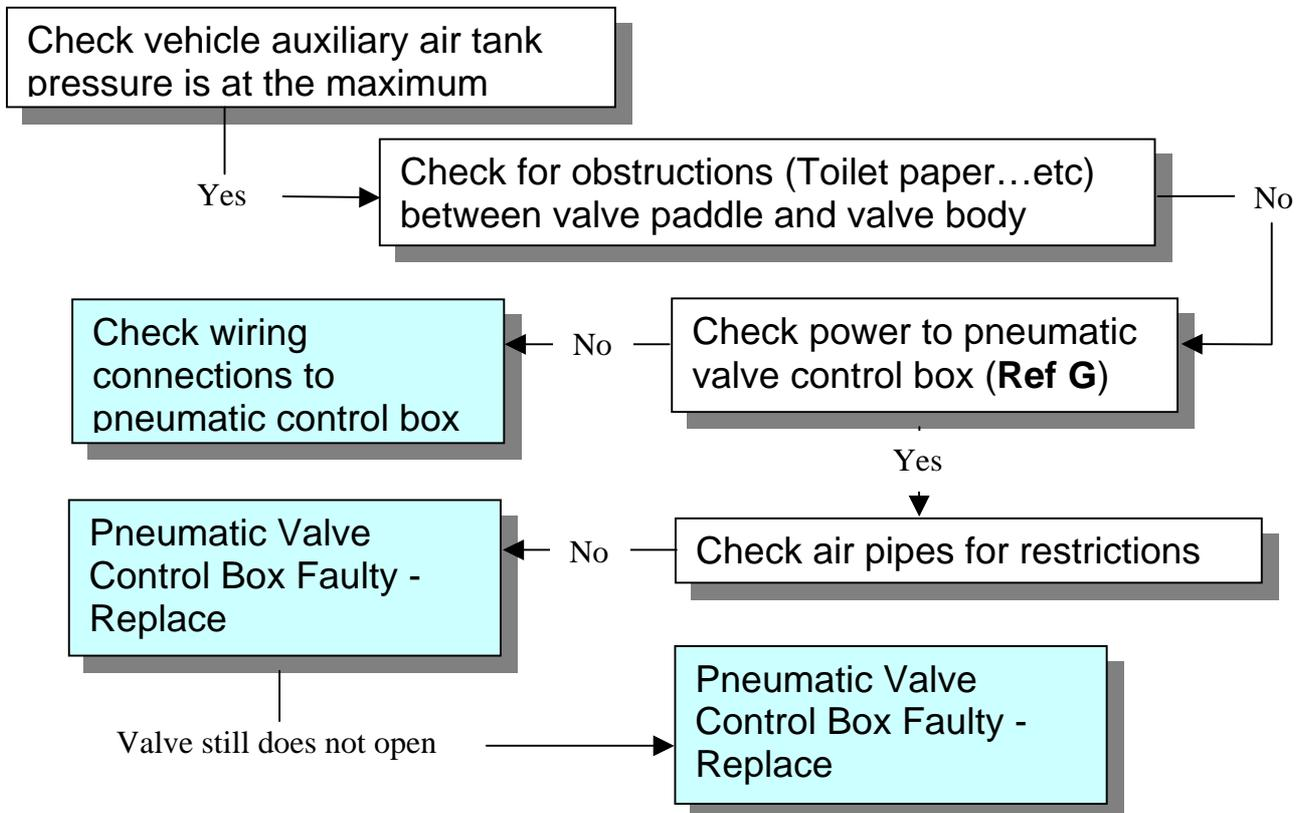 Check vehicle auxiliary air tank
pressure is at the maximum
Yes
Check for obstructions (Toilet paper…etc)
between valve paddle and valve body
No
Check power to pneumatic
valve control box (Ref G)
No
Check wiring
connections to
pneumatic control box
Yes
Check air pipes for restrictions
No
Pneumatic Valve
Control Box Faulty -
Replace
Valve still does not open
Pneumatic Valve
Control Box Faulty -
Replace